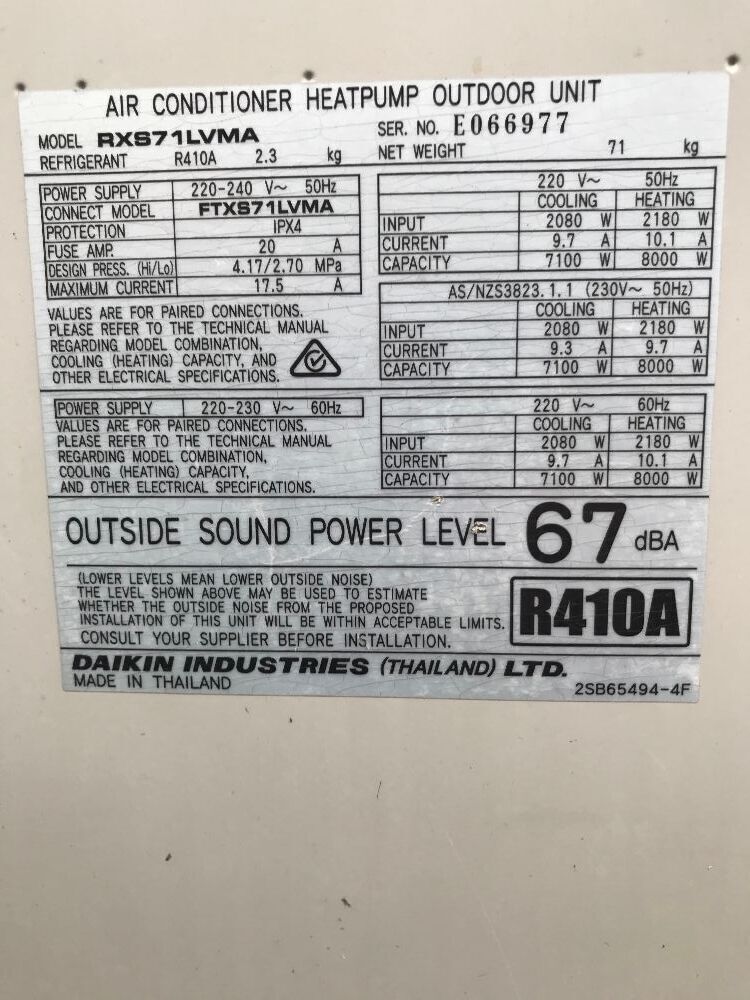 AIR CONDITIONER HEATPUMP OUTDOOR UNIT
MODEL RXS71LVMA SER. NO. E066977
REFRIGERANT R410A 2.3 kg NET WEIGHT 71 kg
POWER SUPPLY 220-240 V~ 50Hz
CONNECT MODEL FTXS71LVMA
PROTECTION IPX4
FUSE AMP. 20 A
DESIGN PRESS. (Hi/Lo) 4.17/2.70 MPa
MAXIMUM CURRENT 17.5 A
VALUES ARE FOR PAIRED CONNECTIONS.
PLEASE REFER TO THE TECHNICAL MANUAL
REGARDING MODEL COMBINATION,
COOLING (HEATING) CAPACITY, AND
OTHER ELECTRICAL SPECIFICATIONS.
220 V~ 50Hz
COOLING HEATING
INPUT 2080 W 2180 W
CURRENT 9.7 A 10.1 A
CAPACITY 7100 W 8000 W
AS/NZS3823.1.1 (230V~ 50Hz)
COOLING HEATING
INPUT 2080 W 2180 W
CURRENT 9.3 A 9.7 A
CAPACITY 7100 W 8000 W
POWER SUPPLY 220-230 V~ 60Hz
VALUES ARE FOR PAIRED CONNECTIONS.
PLEASE REFER TO THE TECHNICAL MANUAL
REGARDING MODEL COMBINATION,
COOLING (HEATING) CAPACITY,
AND OTHER ELECTRICAL SPECIFICATIONS.
220 V~ 60Hz
COOLING HEATING
INPUT 2080 W 2180 W
CURRENT 9.7 A 10.1 A
CAPACITY 7100 W 8000 W
OUTSIDE SOUND POWER LEVEL 67 dBA
(LOWER LEVELS MEAN LOWER OUTSIDE NOISE)
THE LEVEL SHOWN ABOVE MAY BE USED TO ESTIMATE
WHETHER THE OUTSIDE NOISE FROM THE PROPOSED
INSTALLATION OF THIS UNIT WILL BE WITHIN ACCEPTABLE LIMITS.
CONSULT YOUR SUPPLIER BEFORE INSTALLATION.
R410A
DAIKIN INDUSTRIES (THAILAND) LTD.
MADE IN THAILAND
2SB65494-4F